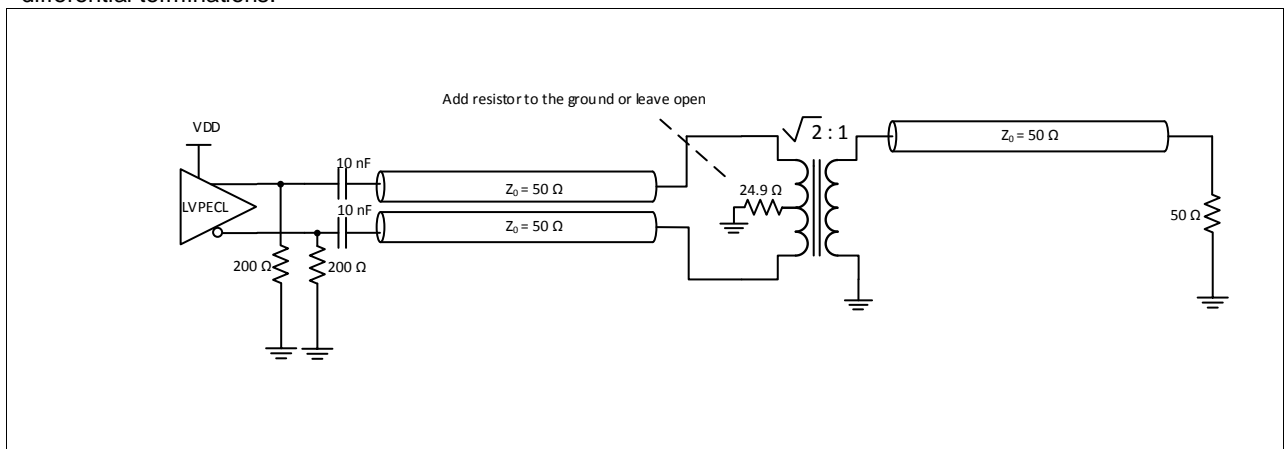 differential terminations.
Add resistor to the ground or leave open
VDD
√2 : 1
Z₀ = 50 Ω
10 nF
Z₀ = 50 Ω
LVPECL
10 nF
24.9 Ω
Z₀ = 50 Ω
50 Ω
200 Ω
200 Ω